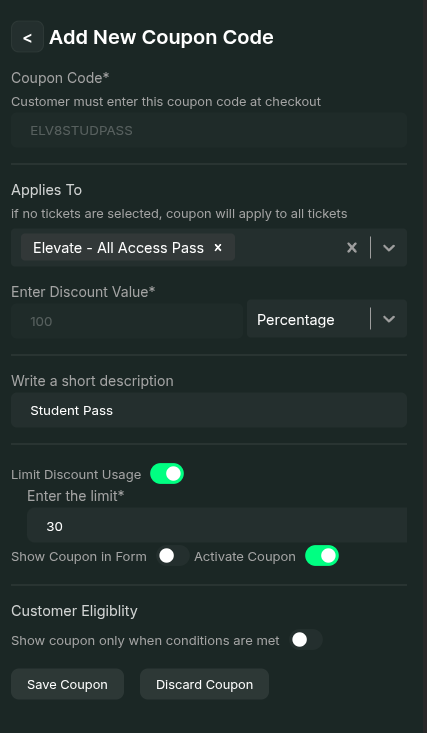 < Add New Coupon Code
Coupon Code*
Customer must enter this coupon code at checkout
ELV8STUDPASS
Applies To
if no tickets are selected, coupon will apply to all tickets
Elevate - All Access Pass ×
Enter Discount Value*
100
Percentage
Write a short description
Student Pass
Limit Discount Usage
Enter the limit*
30
Show Coupon in Form Activate Coupon
Customer Eligiblity
Show coupon only when conditions are met
Save Coupon Discard Coupon